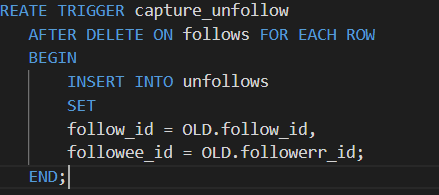 REATE TRIGGER capture_unfollow
AFTER DELETE ON follows FOR EACH ROW
BEGIN
INSERT INTO unfollows
SET
follow_id = OLD.follow_id,
followee_id = OLD.followerr_id;
END;